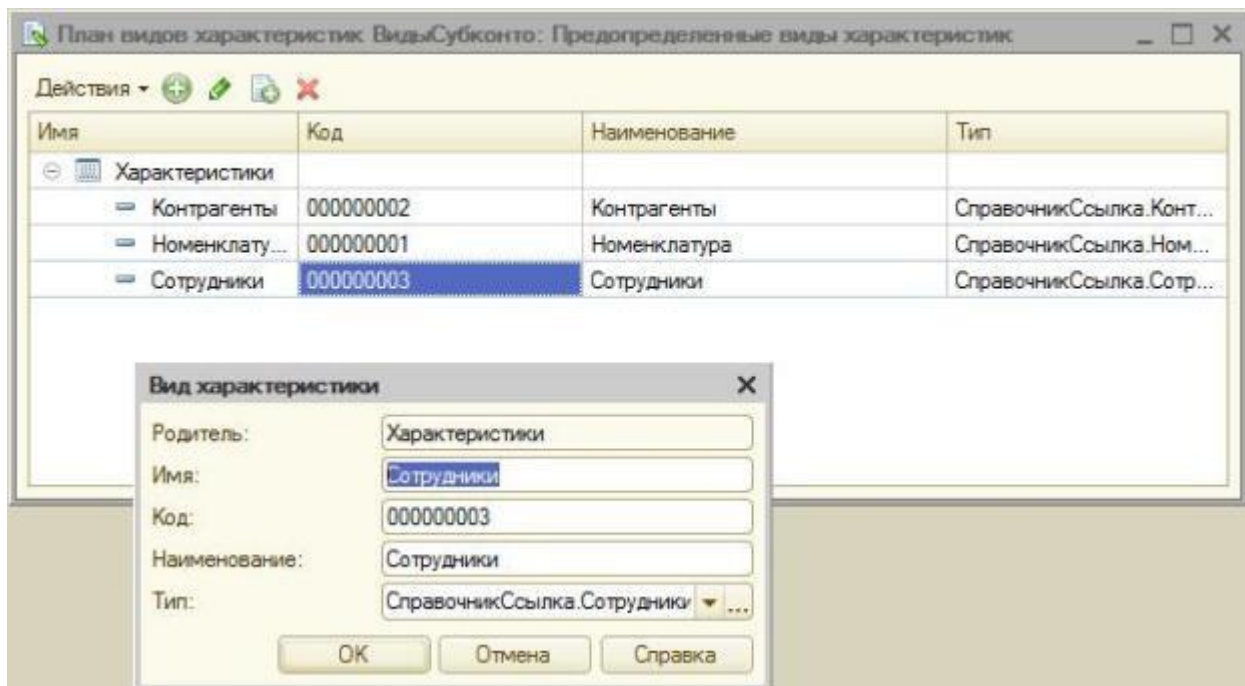 План видов характеристик ВидыСубконто: Предопределенные виды характеристик
Действия
Имя Код Наименование Тип
Характеристики
Контрагенты 000000002 Контрагенты СправочникСсылка.Конт...
Номенклату... 000000001 Номенклатура СправочникСсылка.Ном...
Сотрудники 000000003 Сотрудники СправочникСсылка.Сотр...
Вид характеристики
Родитель: Характеристики
Имя: Сотрудники
Код: 000000003
Наименование: Сотрудники
Тип: СправочникСсылка.Сотрудники ...
OK Отмена Справка